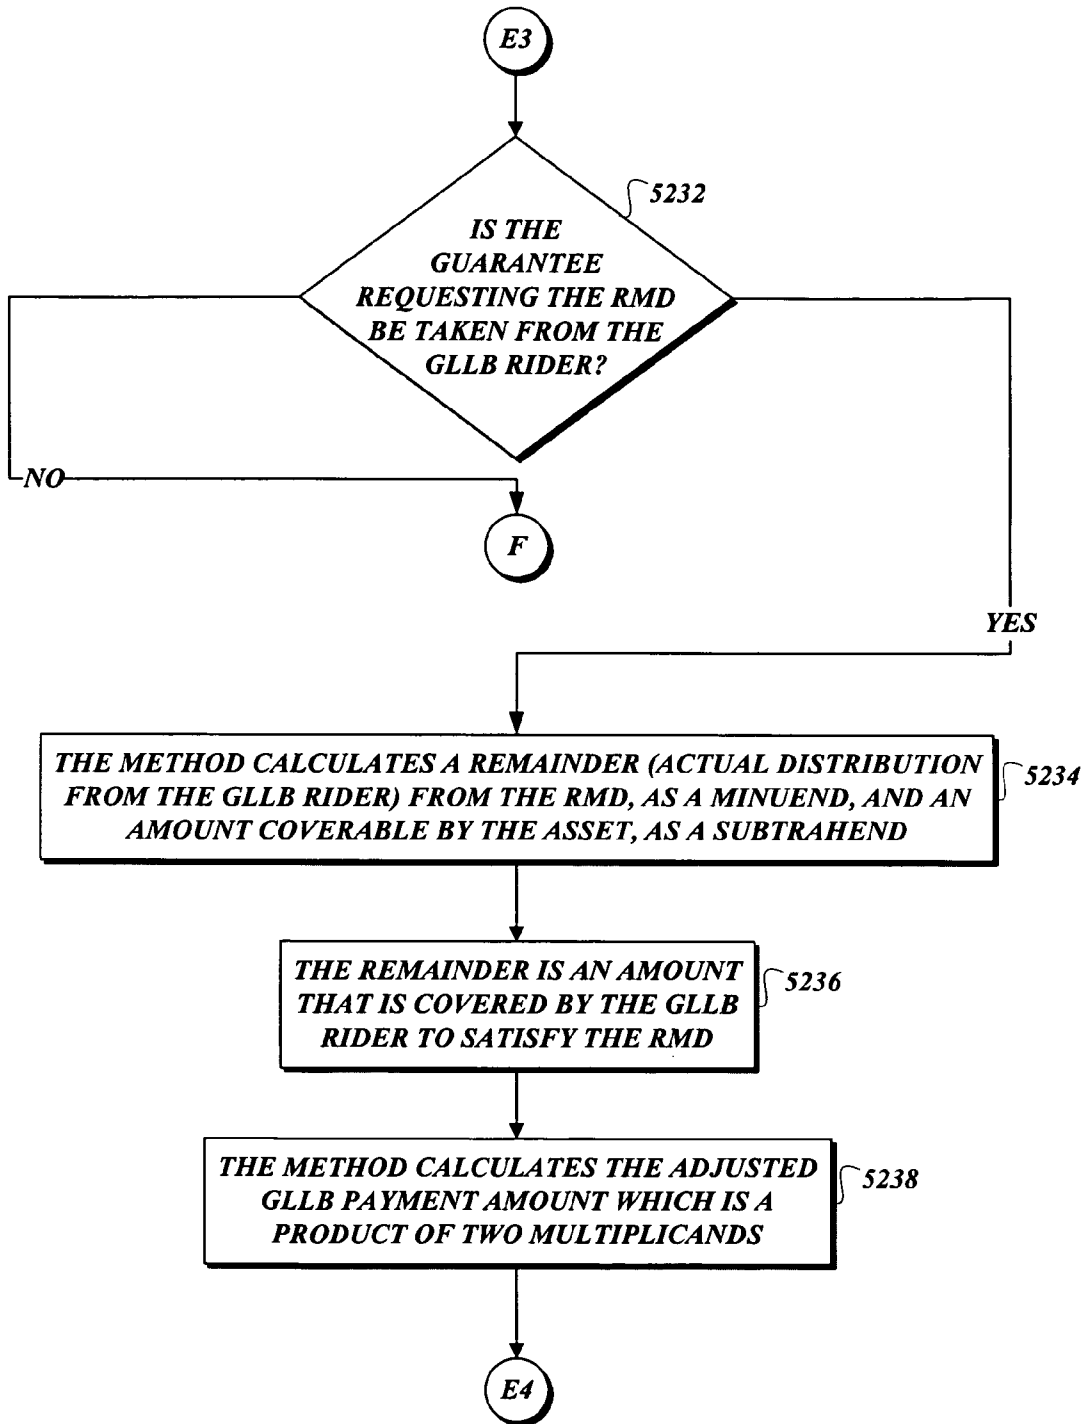 E3
5232
IS THE
GUARANTEE
REQUESTING THE RMD
BE TAKEN FROM THE
GLLB RIDER?
NO
F
YES
THE METHOD CALCULATES A REMAINDER (ACTUAL DISTRIBUTION
FROM THE GLLB RIDER) FROM THE RMD, AS A MINUEND, AND AN
AMOUNT COVERABLE BY THE ASSET, AS A SUBTRAHEND
5234
THE REMAINDER IS AN AMOUNT
THAT IS COVERED BY THE GLLB
RIDER TO SATISFY THE RMD
5236
THE METHOD CALCULATES THE ADJUSTED
GLLB PAYMENT AMOUNT WHICH IS A
PRODUCT OF TWO MULTIPLICANDS
5238
E4